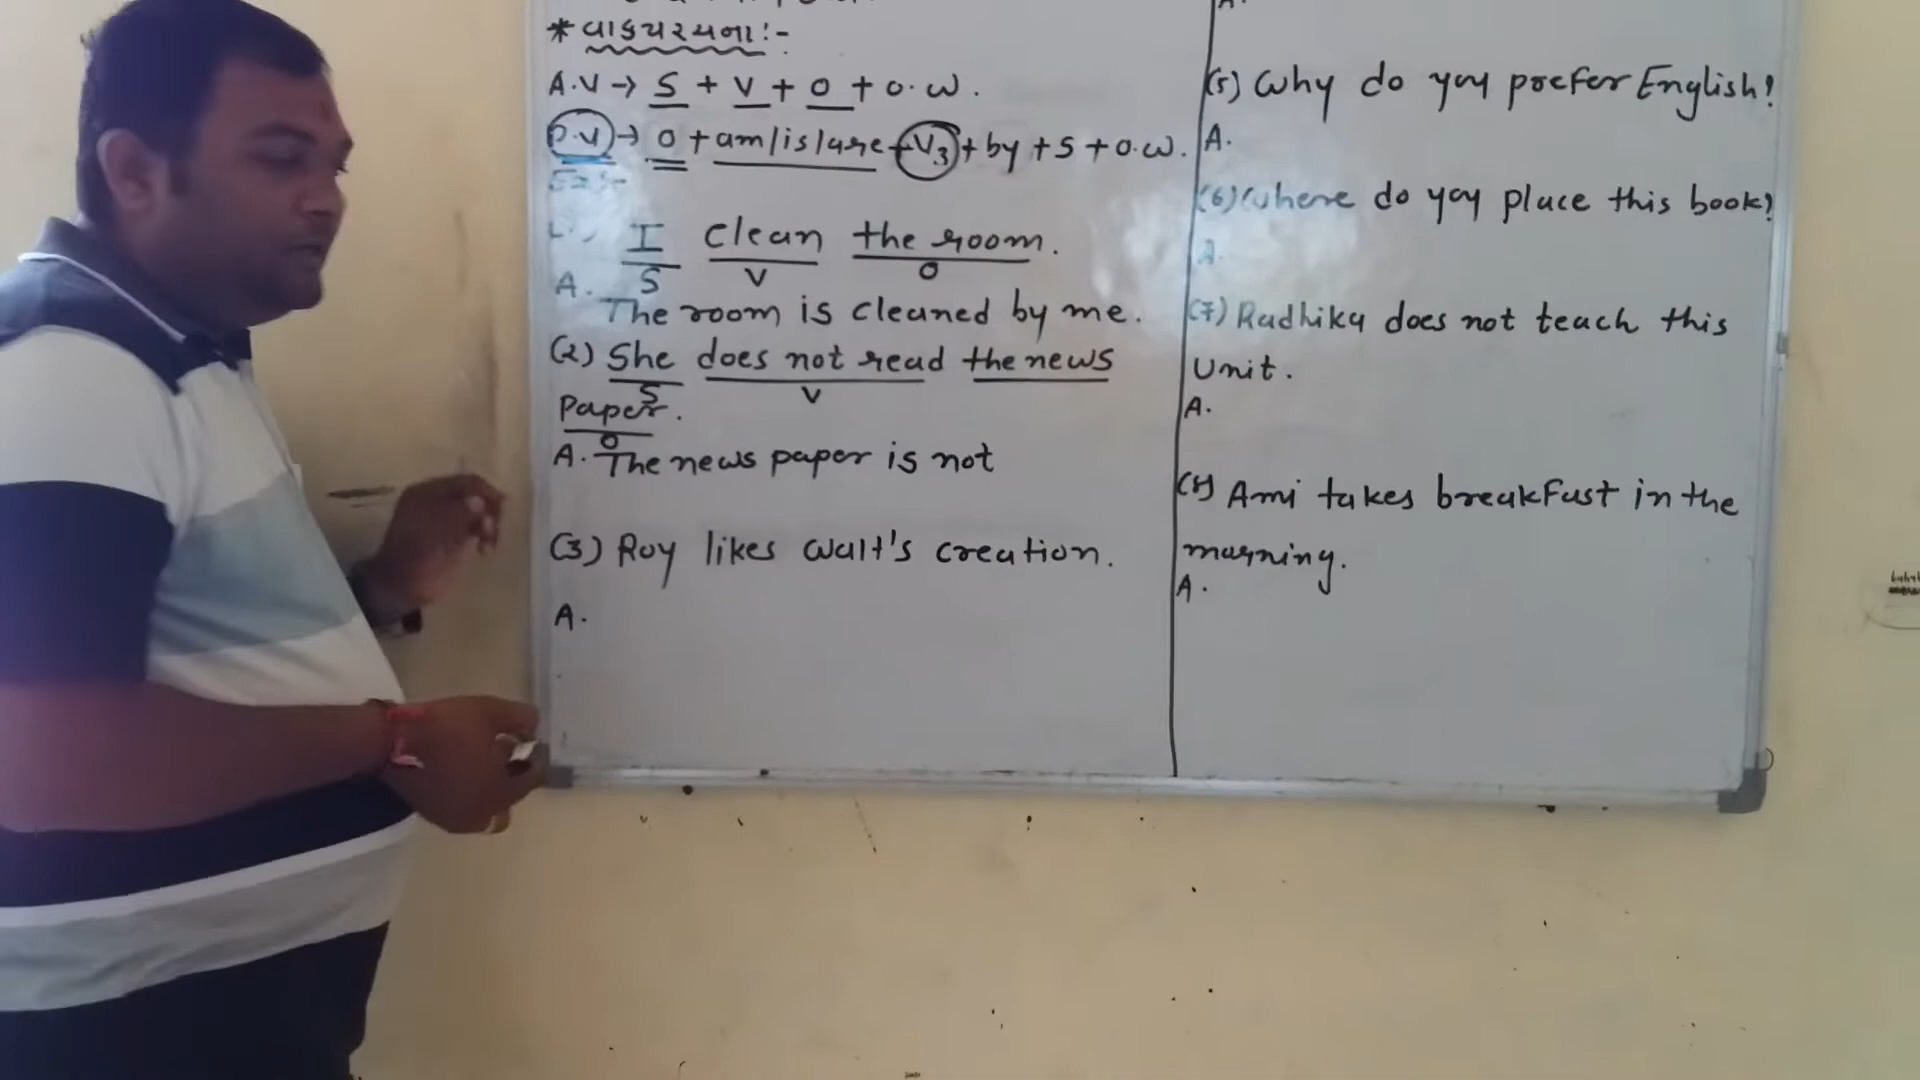 * વાક્યરચના :-
A.V → S + V + O + O.W.
P.V → O + am/is/are + V3 + by + S + O.W.
Ex:-
I clean the room.
S V O
A. The room is cleaned by me.
(2) She does not read the news
S V
Paper.
O
A. The news paper is not
(3) Roy likes Walt's creation.
A.
A.
(5) Why do you prefer English?
A.
(6) Where do you place this book?
A.
(7) Radhika does not teach this
Unit.
A.
(8) Ami takes breakfast in the
morning.
A.